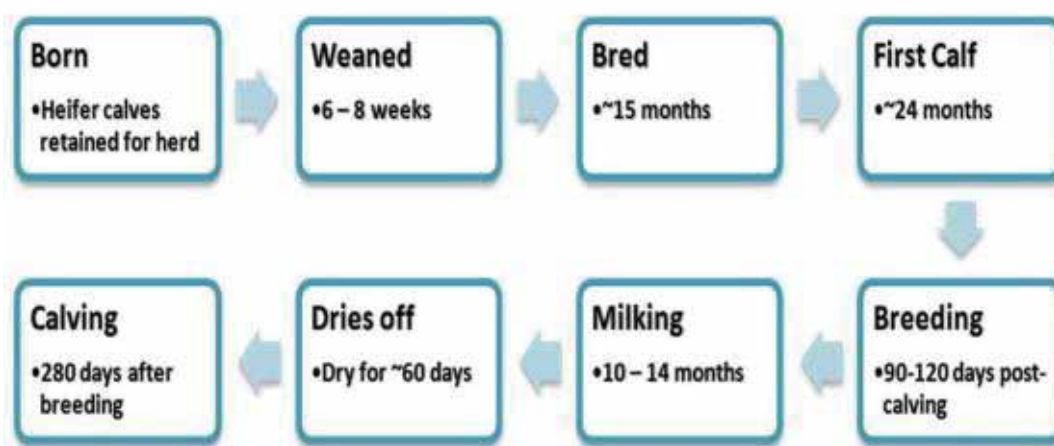 Born
•Heifer calves
retained for herd
Weaned
•6 – 8 weeks
Bred
•~15 months
First Calf
•~24 months
Breeding
•90-120 days post-
calving
Milking
•10 – 14 months
Dries off
•Dry for ~60 days
Calving
•280 days after
breeding